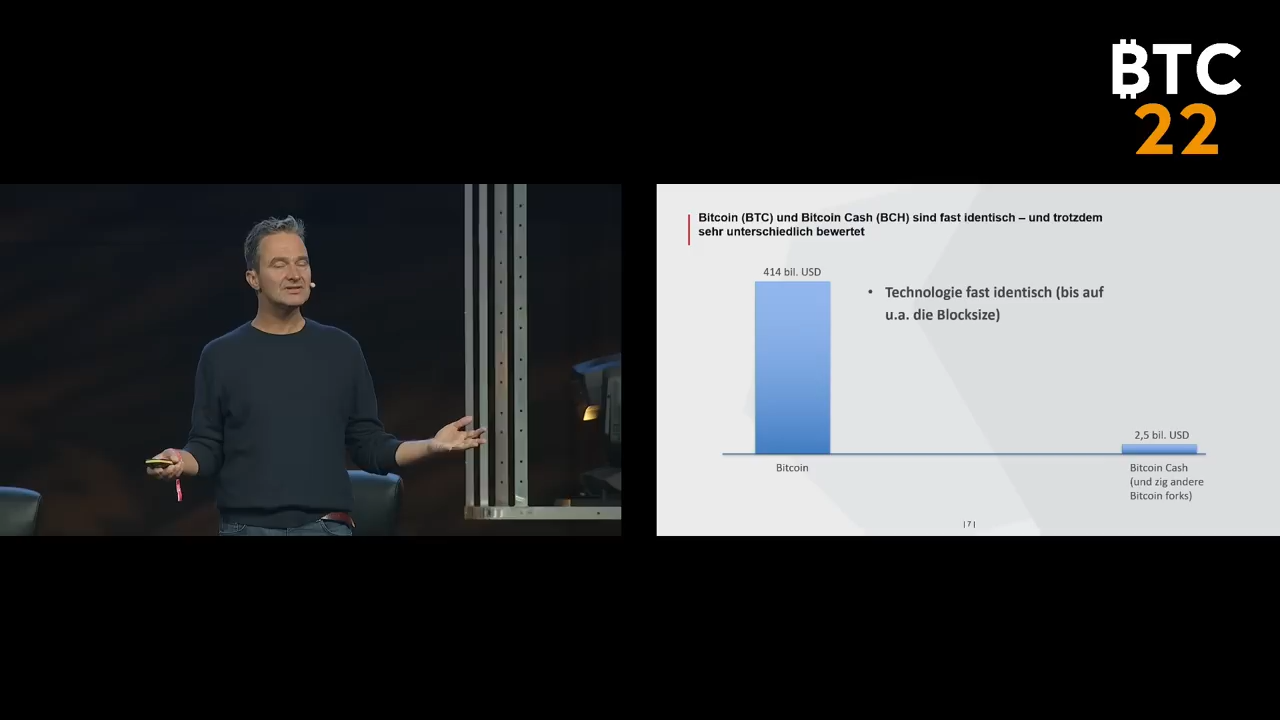 ₿TC
22
Bitcoin (BTC) und Bitcoin Cash (BCH) sind fast identisch – und trotzdem
sehr unterschiedlich bewertet
414 bil. USD
• Technologie fast identisch (bis auf
u.a. die Blocksize)
2,5 bil. USD
Bitcoin
Bitcoin Cash
(und zig andere
Bitcoin forks)
| 7 |